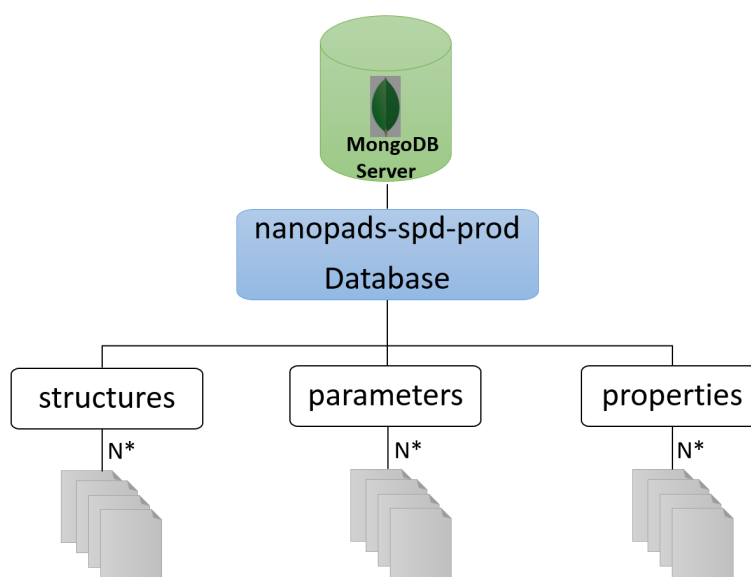 MongoDB
Server
nanopads-spd-prod
Database
structures
parameters
properties
N*
N*
N*